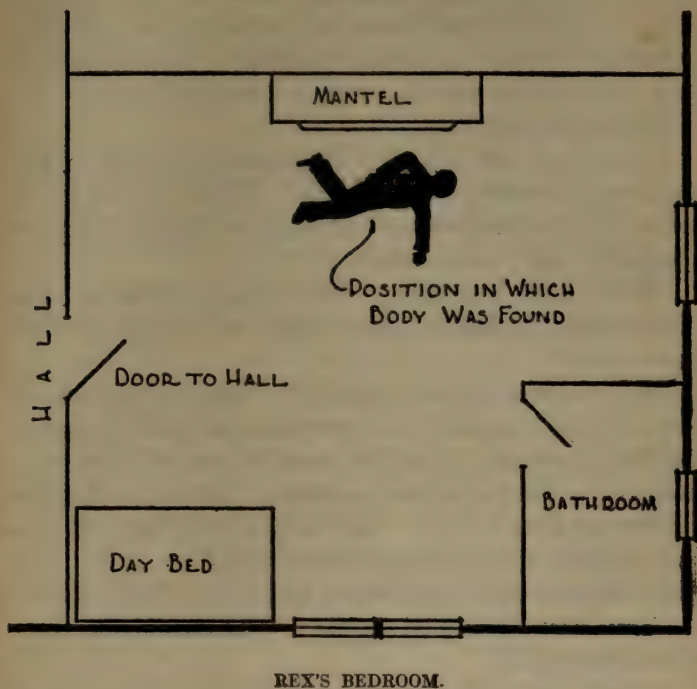 MANTEL
POSITION IN WHICH
BODY WAS FOUND
HALL
DOOR TO HALL
BATHROOM
DAY BED
REX'S BEDROOM.